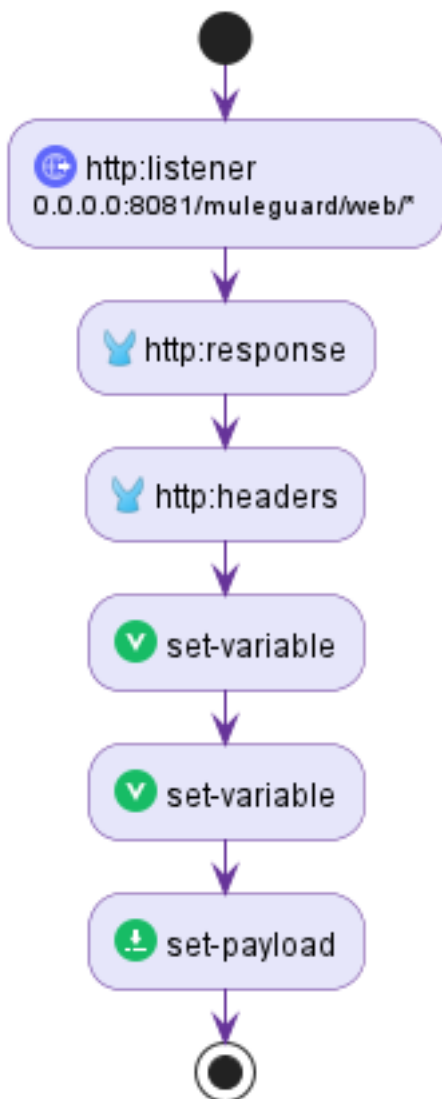 http:listener
0.0.0.0:8081/muleguard/web/*
http:response
http:headers
set-variable
set-variable
set-payload